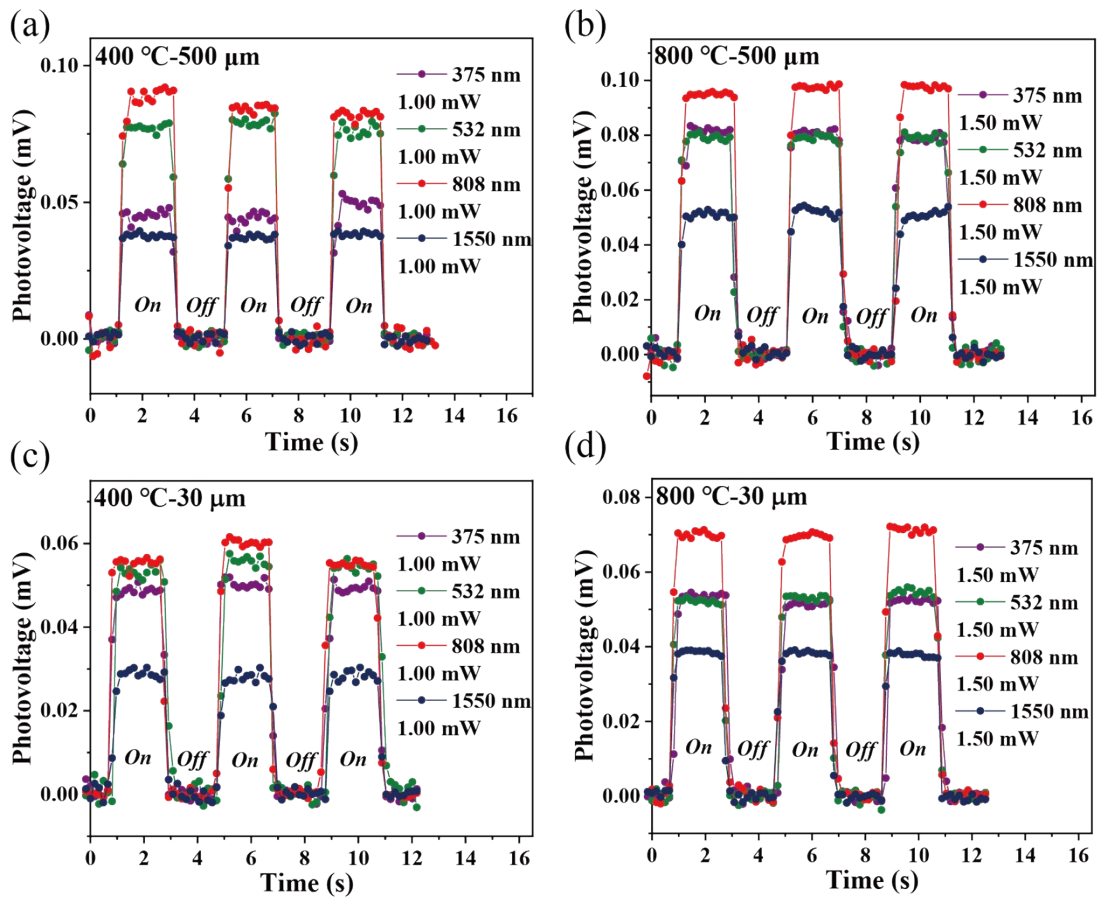 (a)
400 °C-500 μm
375 nm
1.00 mW
532 nm
1.00 mW
808 nm
1.00 mW
1550 nm
1.00 mW
On Off On Off On
0.10
0.05
0.00
Photovoltage (mV)
0 2 4 6 8 10 12 14 16
Time (s)
(b)
800 °C-500 μm
375 nm
1.50 mW
532 nm
1.50 mW
808 nm
1.50 mW
1550 nm
1.50 mW
On Off On Off On
0.10
0.08
0.06
0.04
0.02
0.00
Photovoltage (mV)
0 2 4 6 8 10 12 14 16
Time (s)
(c)
400 °C-30 μm
375 nm
1.00 mW
532 nm
1.00 mW
808 nm
1.00 mW
1550 nm
1.00 mW
On Off On Off On
0.06
0.04
0.02
0.00
Photovoltage (mV)
0 2 4 6 8 10 12 14 16
Time (s)
(d)
800 °C-30 μm
375 nm
1.50 mW
532 nm
1.50 mW
808 nm
1.50 mW
1550 nm
1.50 mW
On Off On Off On
0.08
0.06
0.04
0.02
0.00
Photovoltage (mV)
0 2 4 6 8 10 12 14 16
Time (s)